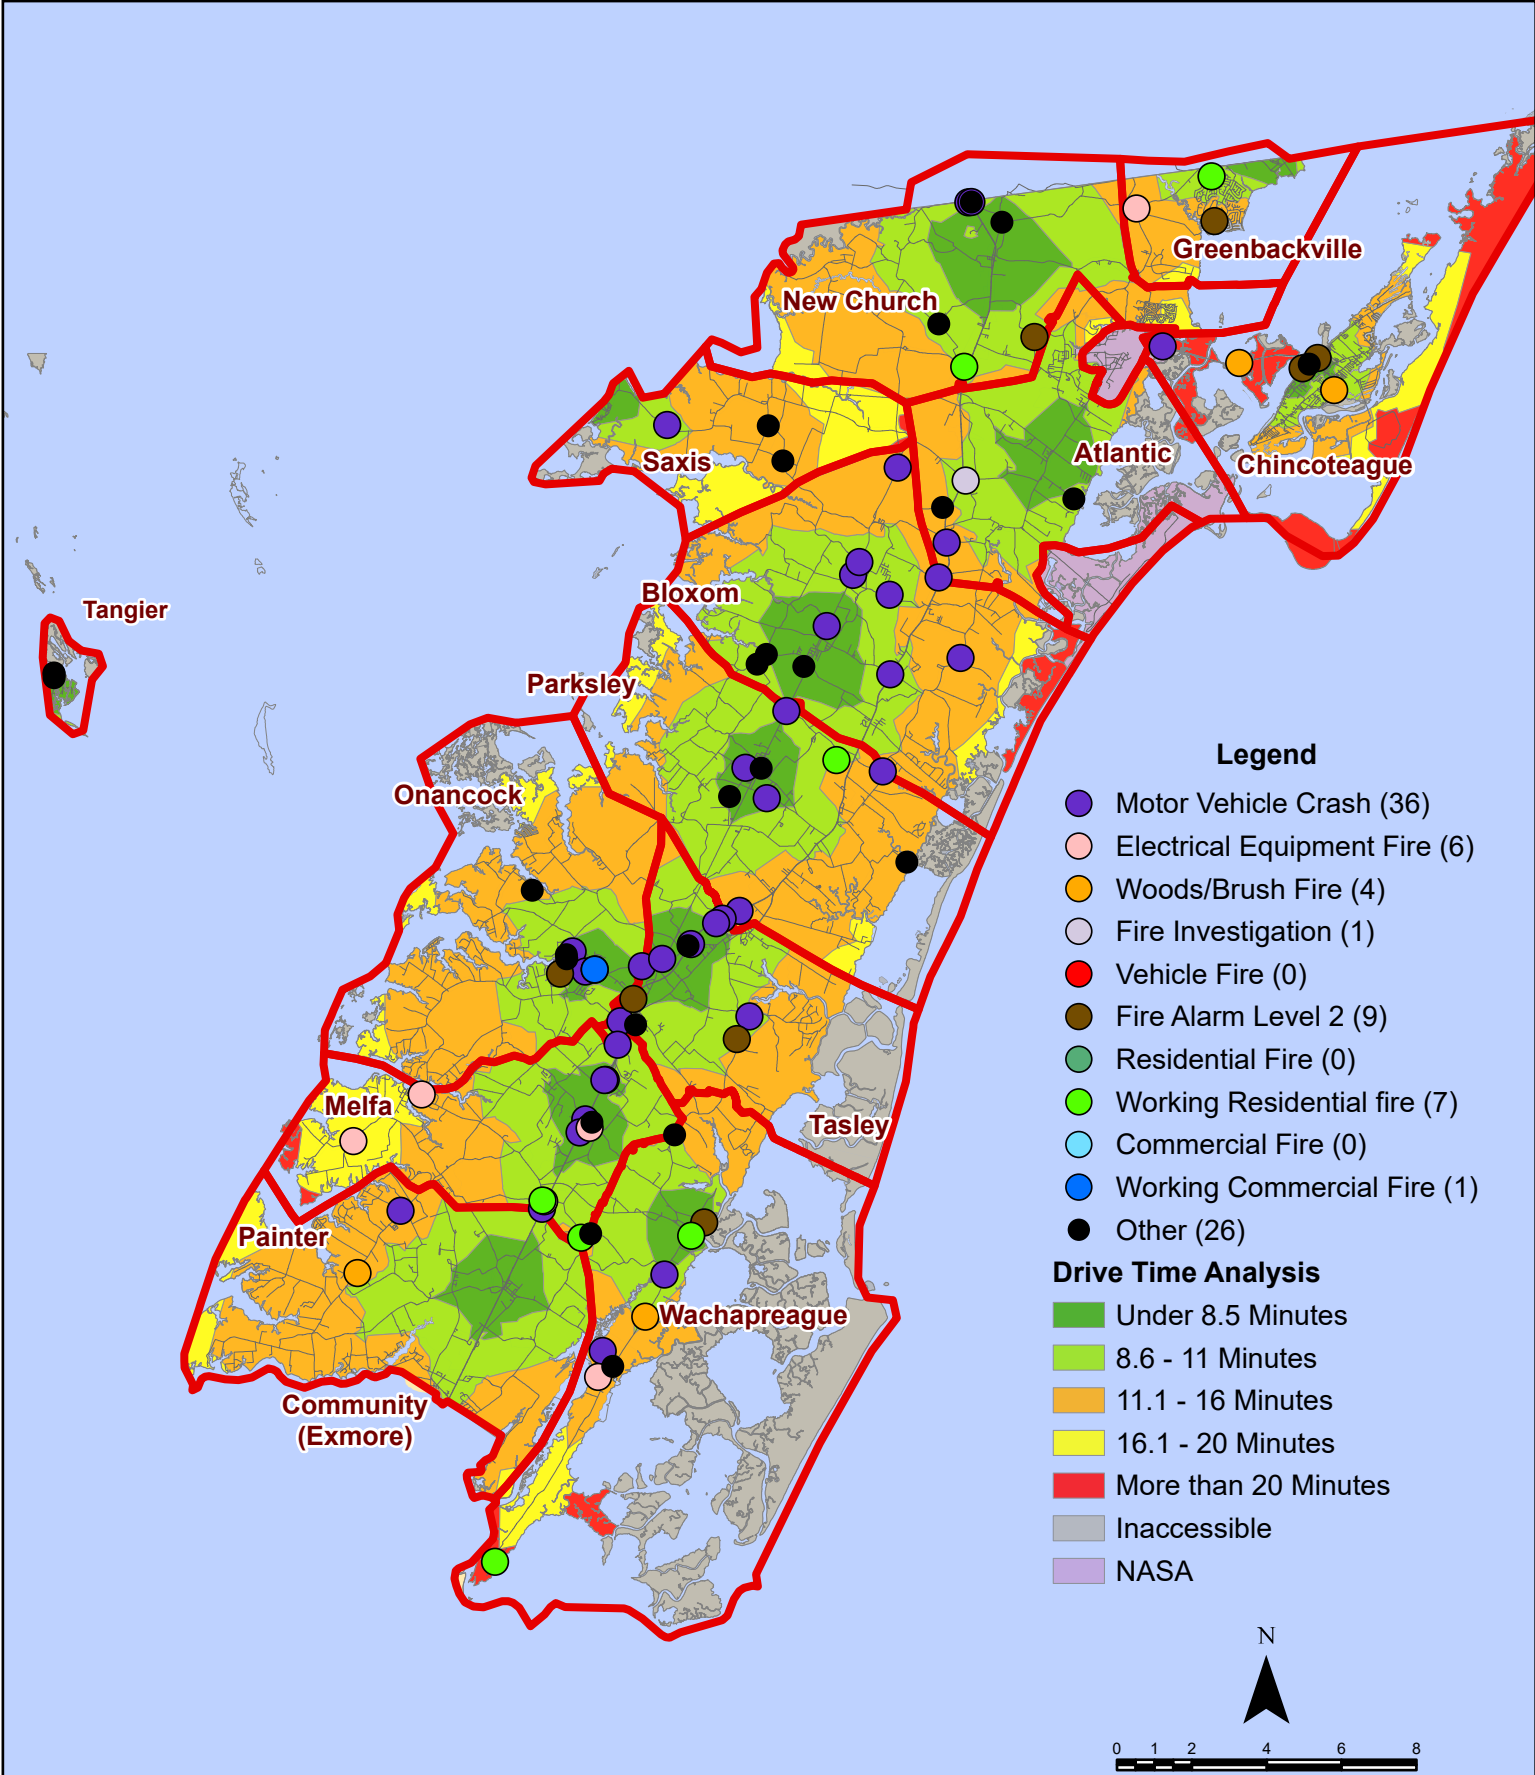 Greenbackville
New Church
Atlantic
Saxis
Chincoteague
Bloxom
Tangier
Parksley
Onancock
Melfa
Tasley
Painter
Wachapreague
Community
(Exmore)
Legend
Motor Vehicle Crash (36)
Electrical Equipment Fire (6)
Woods/Brush Fire (4)
Fire Investigation (1)
Vehicle Fire (0)
Fire Alarm Level 2 (9)
Residential Fire (0)
Working Residential fire (7)
Commercial Fire (0)
Working Commercial Fire (1)
Other (26)
Drive Time Analysis
Under 8.5 Minutes
8.6 - 11 Minutes
11.1 - 16 Minutes
16.1 - 20 Minutes
More than 20 Minutes
Inaccessible
NASA
N
0 1 2 4 6 8